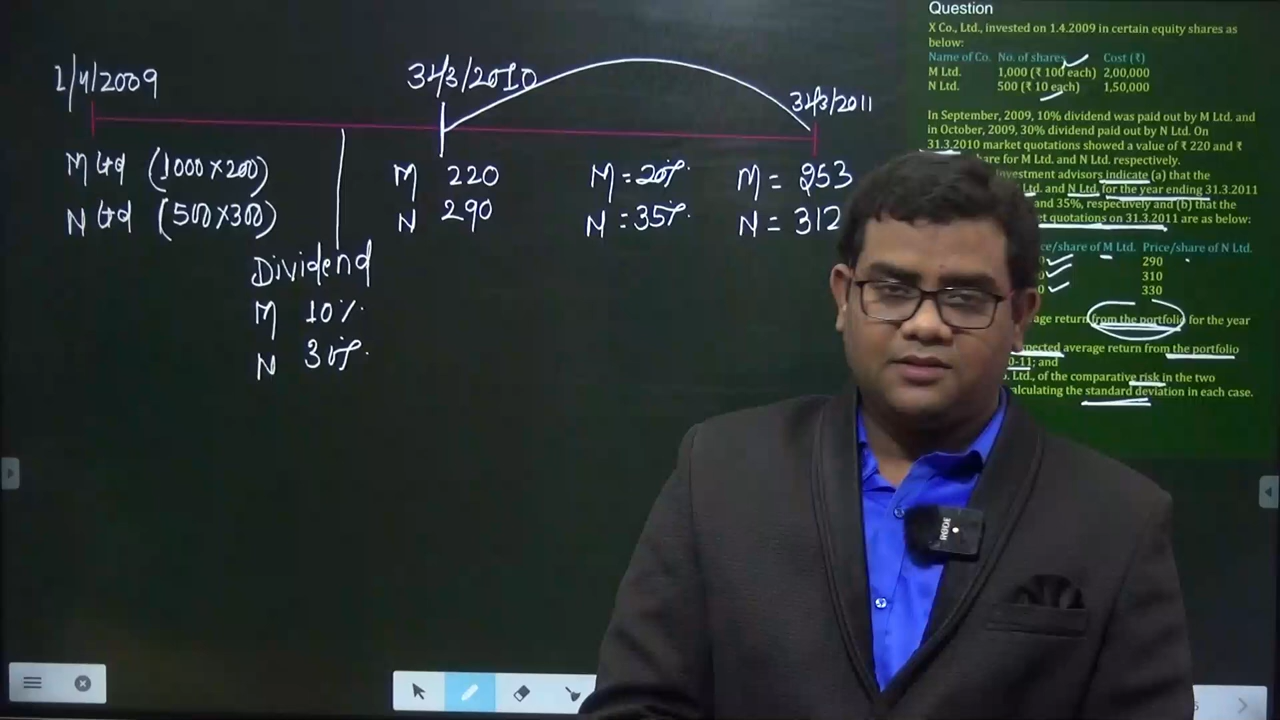 1/4/2009
31/3/2010
31/3/2011
M Ltd (1000×200)
N Ltd (500×300)
M 220
N 290
M = 20%.
N = 35%.
M = 253
N = 312
Dividend
M 10%.
N 30%.
Question
X Co., Ltd., invested on 1.4.2009 in certain equity shares as
below:
Name of Co. No. of shares Cost (₹)
M Ltd. 1,000 (₹ 100 each) 2,00,000
N Ltd. 500 (₹ 10 each) 1,50,000
In September, 2009, 10% dividend was paid out by M Ltd. and
in October, 2009, 30% dividend paid out by N Ltd. On
31.3.2010 market quotations showed a value of ₹ 220 and ₹
are for M Ltd. and N Ltd. respectively.
investment advisors indicate (a) that the
Ltd. and N Ltd. for the year ending 31.3.2011
and 35%, respectively and (b) that the
quotations on 31.3.2011 are as below:
/share of M Ltd. Price/share of N Ltd.
290
310
330
return from the portfolio for the year
average return from the portfolio
and
Ltd., of the comparative risk in the two
calculating the standard deviation in each case.
RODE